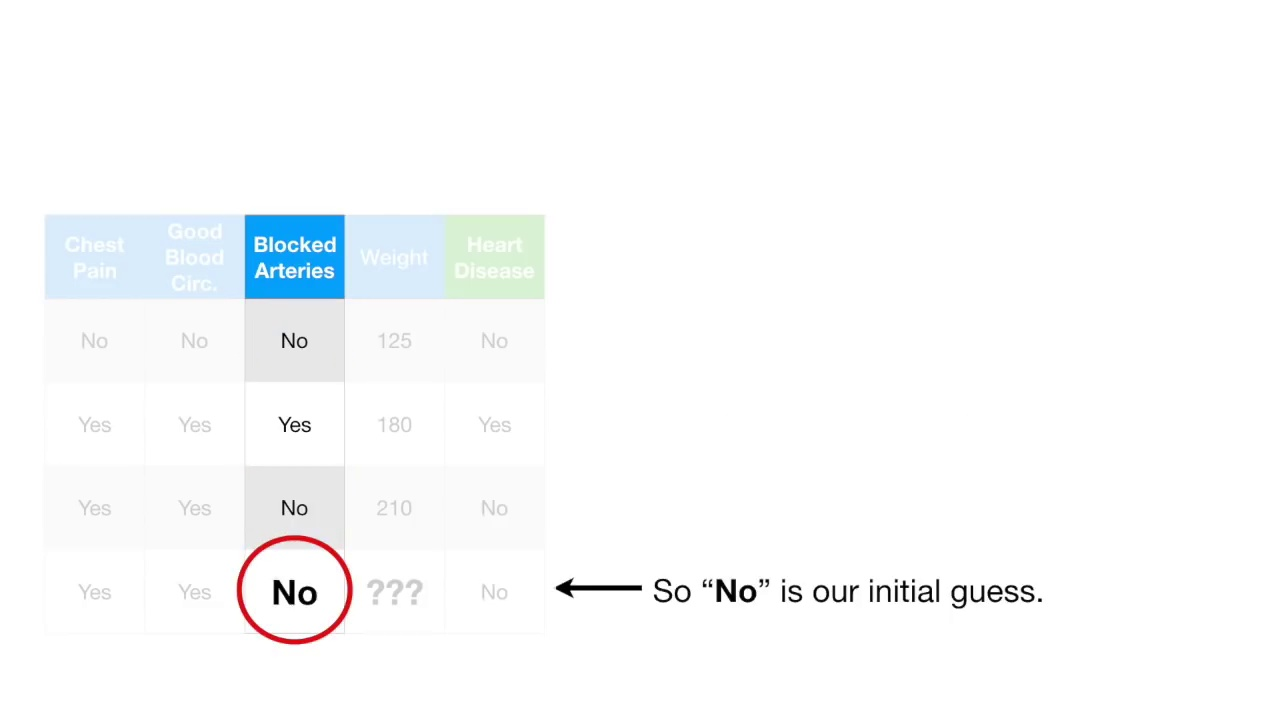 Chest Pain Good Blood Circ. Blocked Arteries Weight Heart Disease
No No No 125 No
Yes Yes Yes 180 Yes
Yes Yes No 210 No
Yes Yes No ??? No
So “No” is our initial guess.